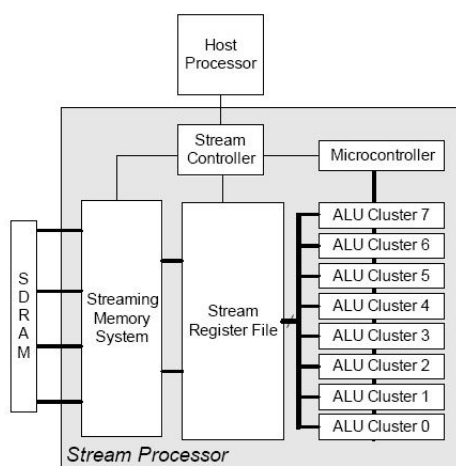 Host
Processor
Stream
Controller
Microcontroller
SDRAM
Streaming
Memory
System
Stream
Register File
ALU Cluster 7
ALU Cluster 6
ALU Cluster 5
ALU Cluster 4
ALU Cluster 3
ALU Cluster 2
ALU Cluster 1
ALU Cluster 0
Stream Processor